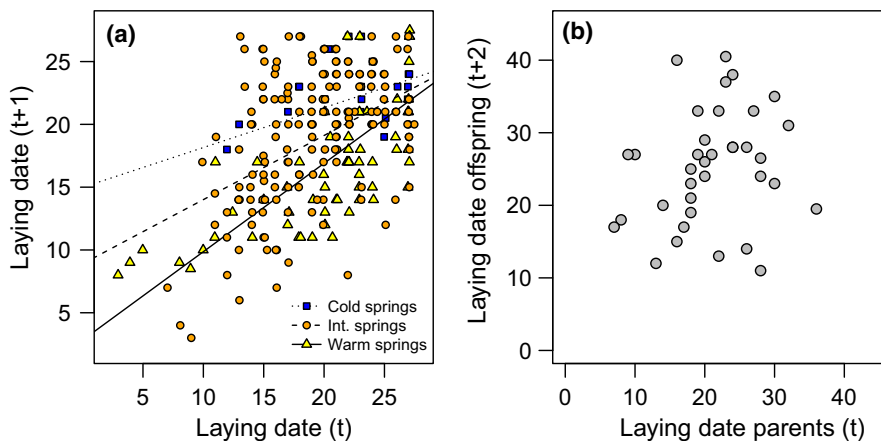 (a)
25
20
15
10
5
Laying date (t+1)
Cold springs
Int. springs
Warm springs
5 10 15 20 25
Laying date (t)
(b)
40
30
20
10
0
Laying date offspring (t+2)
0 10 20 30 40
Laying date parents (t)